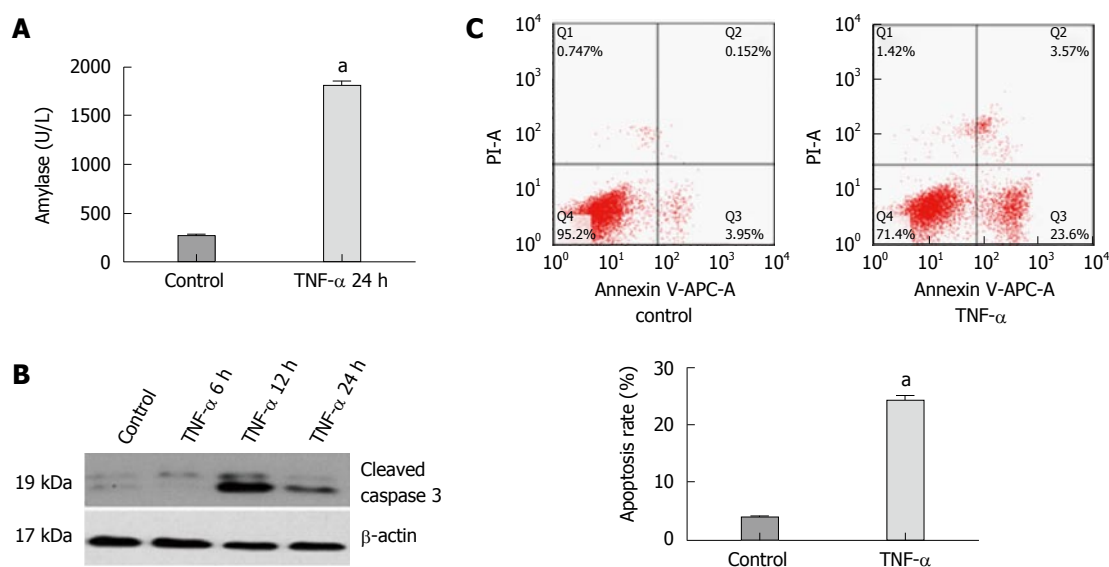 A
Amylase (U/L)
2000
1500
1000
500
0
a
Control
TNF-α 24 h
B
Control
TNF-α 6 h
TNF-α 12 h
TNF-α 24 h
19 kDa
Cleaved
caspase 3
17 kDa
β-actin
C
PI-A
10⁴
10³
10²
10¹
10⁰
Q1
0.747%
Q2
0.152%
Q4
95.2%
Q3
3.95%
10⁰ 10¹ 10² 10³ 10⁴
Annexin V-APC-A
control
PI-A
10⁴
10³
10²
10¹
10⁰
Q1
1.42%
Q2
3.57%
Q4
71.4%
Q3
23.6%
10⁰ 10¹ 10² 10³ 10⁴
Annexin V-APC-A
TNF-α
Apoptosis rate (%)
30
20
10
0
a
Control
TNF-α